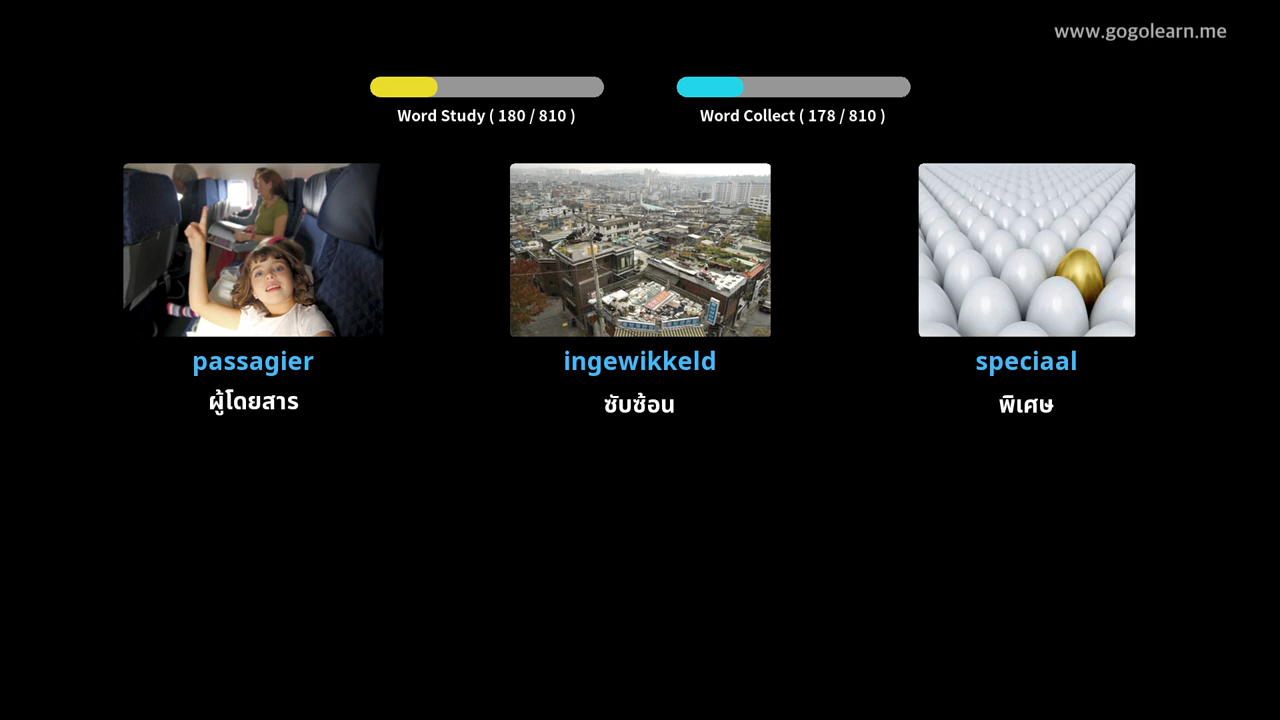 www.gogolearn.me
Word Study ( 180 / 810 )
Word Collect ( 178 / 810 )
passagier
ingewikkeld
speciaal
ผู้โดยสาร
ซับซ้อน
พิเศษ